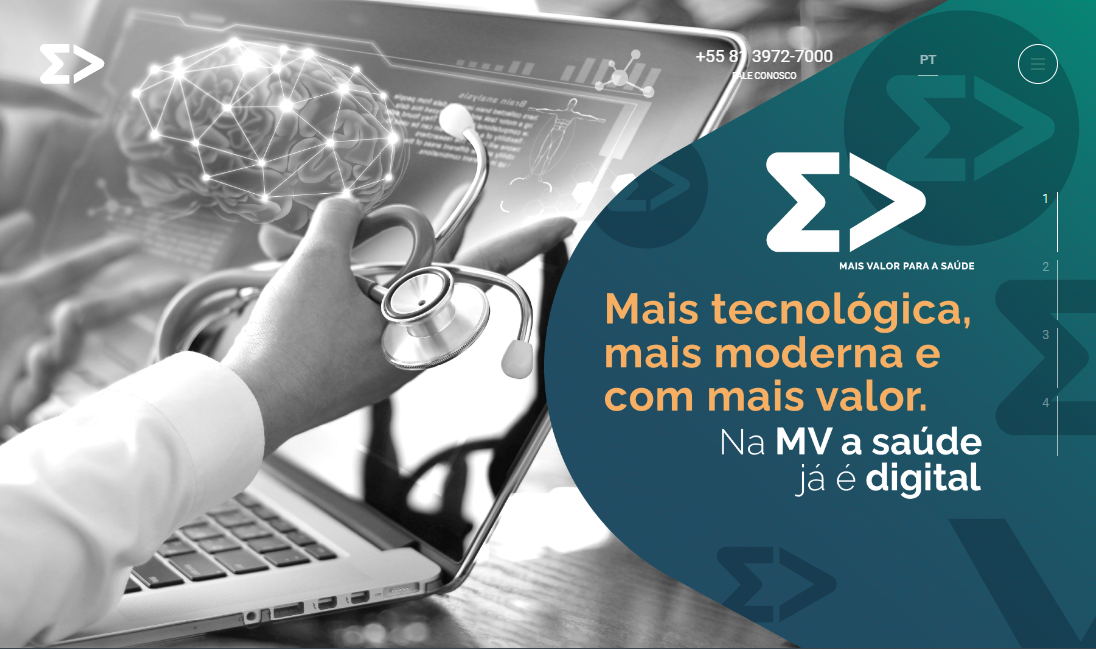 +55 81 3972-7000
FALE CONOSCO
PT
MAIS VALOR PARA A SAÚDE
Mais tecnológica,
mais moderna e
com mais valor.
Na MV a saúde
já é digital
1
2
3
4